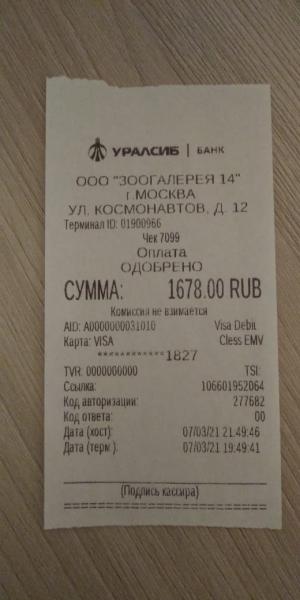 УРАЛСИБ | БАНК
ООО "ЗООГАЛЕРЕЯ 14"
г.МОСКВА
УЛ. КОСМОНАВТОВ, Д. 12
Терминал ID: 01900966
Чек 7099
Оплата
ОДОБРЕНО
СУММА: 1678.00 RUB
Комиссия не взимается
AID: A0000000031010 Visa Debit
Карта: VISA Cless EMV
************1827
TVR: 0000000000 TSI:
Ссылка: 106601952064
Код авторизации: 277682
Код ответа: 00
Дата (хост): 07/03/21 21:49:46
Дата (терм.): 07/03/21 19:49:41
(Подпись кассира)